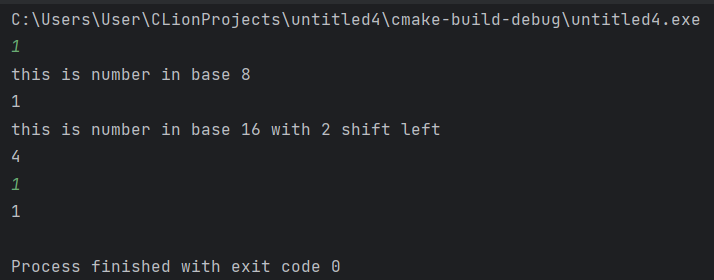 C:\Users\User\CLionProjects\untitled4\cmake-build-debug\untitled4.exe
1
this is number in base 8
1
this is number in base 16 with 2 shift left
4
1
1
Process finished with exit code 0